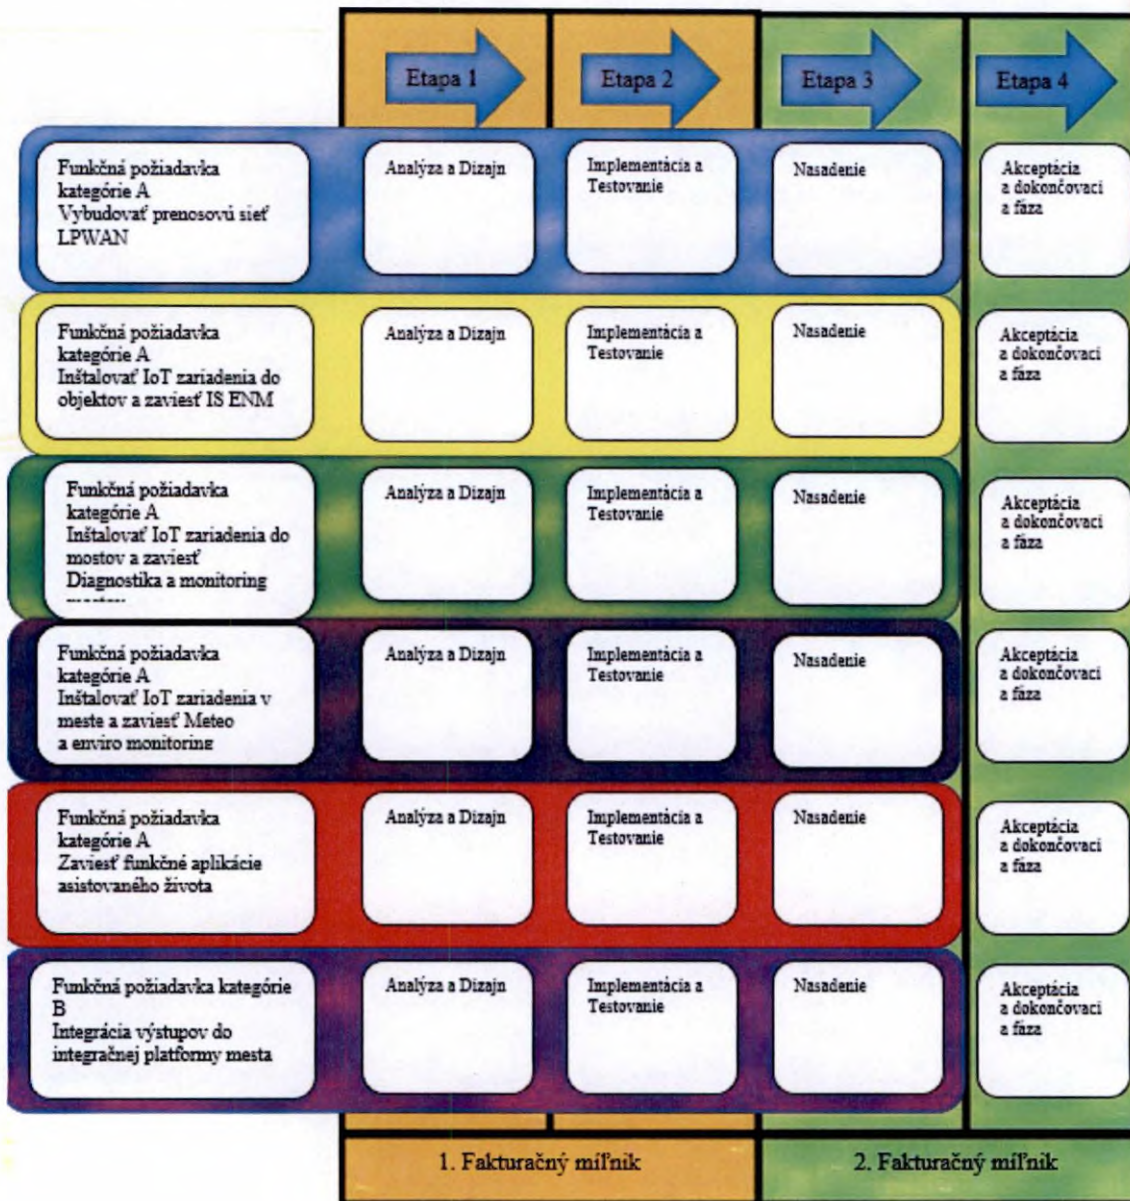 Etapa 1
Etapa 2
Etapa 3
Etapa 4
Funkčná požiadavka
kategórie A
Vybudovať prenosovú sieť
LPWAN
Analýza a Dizajn
Implementácia a
Testovanie
Nasadenie
Akceptácia
a dokončovaci
a fáza
Funkčná požiadavka
kategórie A
Inštalovať IoT zariadenia do
objektov a zaviesť IS ENM
Analýza a Dizajn
Implementácia a
Testovanie
Nasadenie
Akceptácia
a dokončovaci
a fáza
Funkčná požiadavka
kategórie A
Inštalovať IoT zariadenia do
mostov a zaviesť
Diagnostika a monitoring
Analýza a Dizajn
Implementácia a
Testovanie
Nasadenie
Akceptácia
a dokončovaci
a fáza
Funkčná požiadavka
kategórie A
Inštalovať IoT zariadenia v
meste a zaviesť Meteo
a enviro monitoring
Analýza a Dizajn
Implementácia a
Testovanie
Nasadenie
Akceptácia
a dokončovaci
a fáza
Funkčná požiadavka
kategórie A
Zaviesť funkčné aplikácie
asistovaného života
Analýza a Dizajn
Implementácia a
Testovanie
Nasadenie
Akceptácia
a dokončovaci
a fáza
Funkčná požiadavka kategórie
B
Integrácia výstupov do
integračnej platformy mesta
Analýza a Dizajn
Implementácia a
Testovanie
Nasadenie
Akceptácia
a dokončovaci
a fáza
1. Fakturačný míľnik
2. Fakturačný míľnik